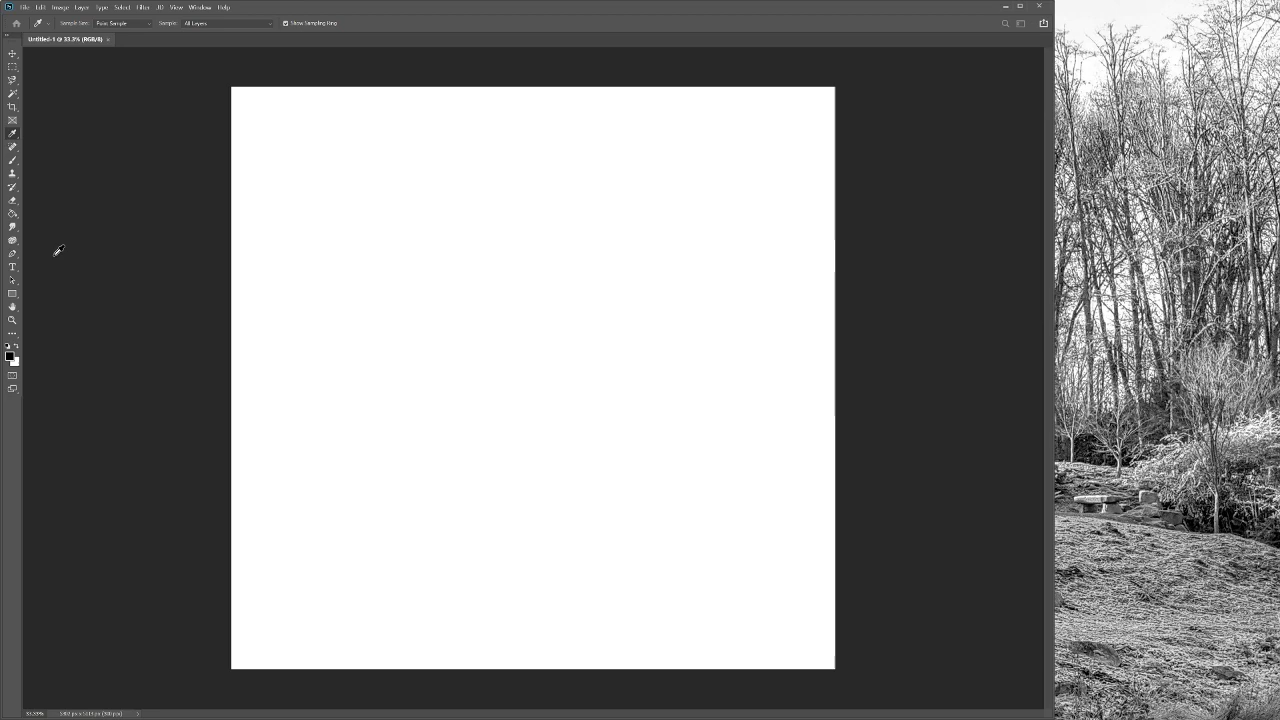 File Edit Image Layer Type Select Filter 3D View Window Help
Sample Size: Point Sample Sample: All Layers Show Sampling Ring
Untitled-1 @ 33.3% (RGB/8) ×
T
33.33%